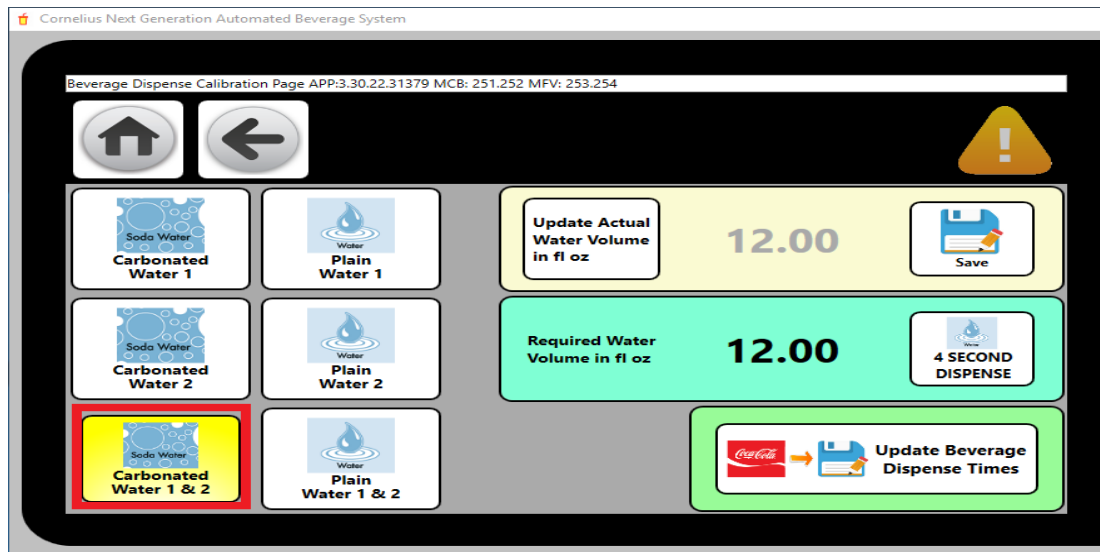 Cornelius Next Generation Automated Beverage System
Beverage Dispense Calibration Page APP:3.30.22.31379 MCB: 251.252 MFV: 253.254
Soda Water
Carbonated
Water 1
Water
Plain
Water 1
Update Actual
Water Volume
in fl oz
12.00
Save
Soda Water
Carbonated
Water 2
Water
Plain
Water 2
Required Water
Volume in fl oz
12.00
Water
4 SECOND
DISPENSE
Soda Water
Carbonated
Water 1 & 2
Water
Plain
Water 1 & 2
Coca-Cola
Update Beverage
Dispense Times